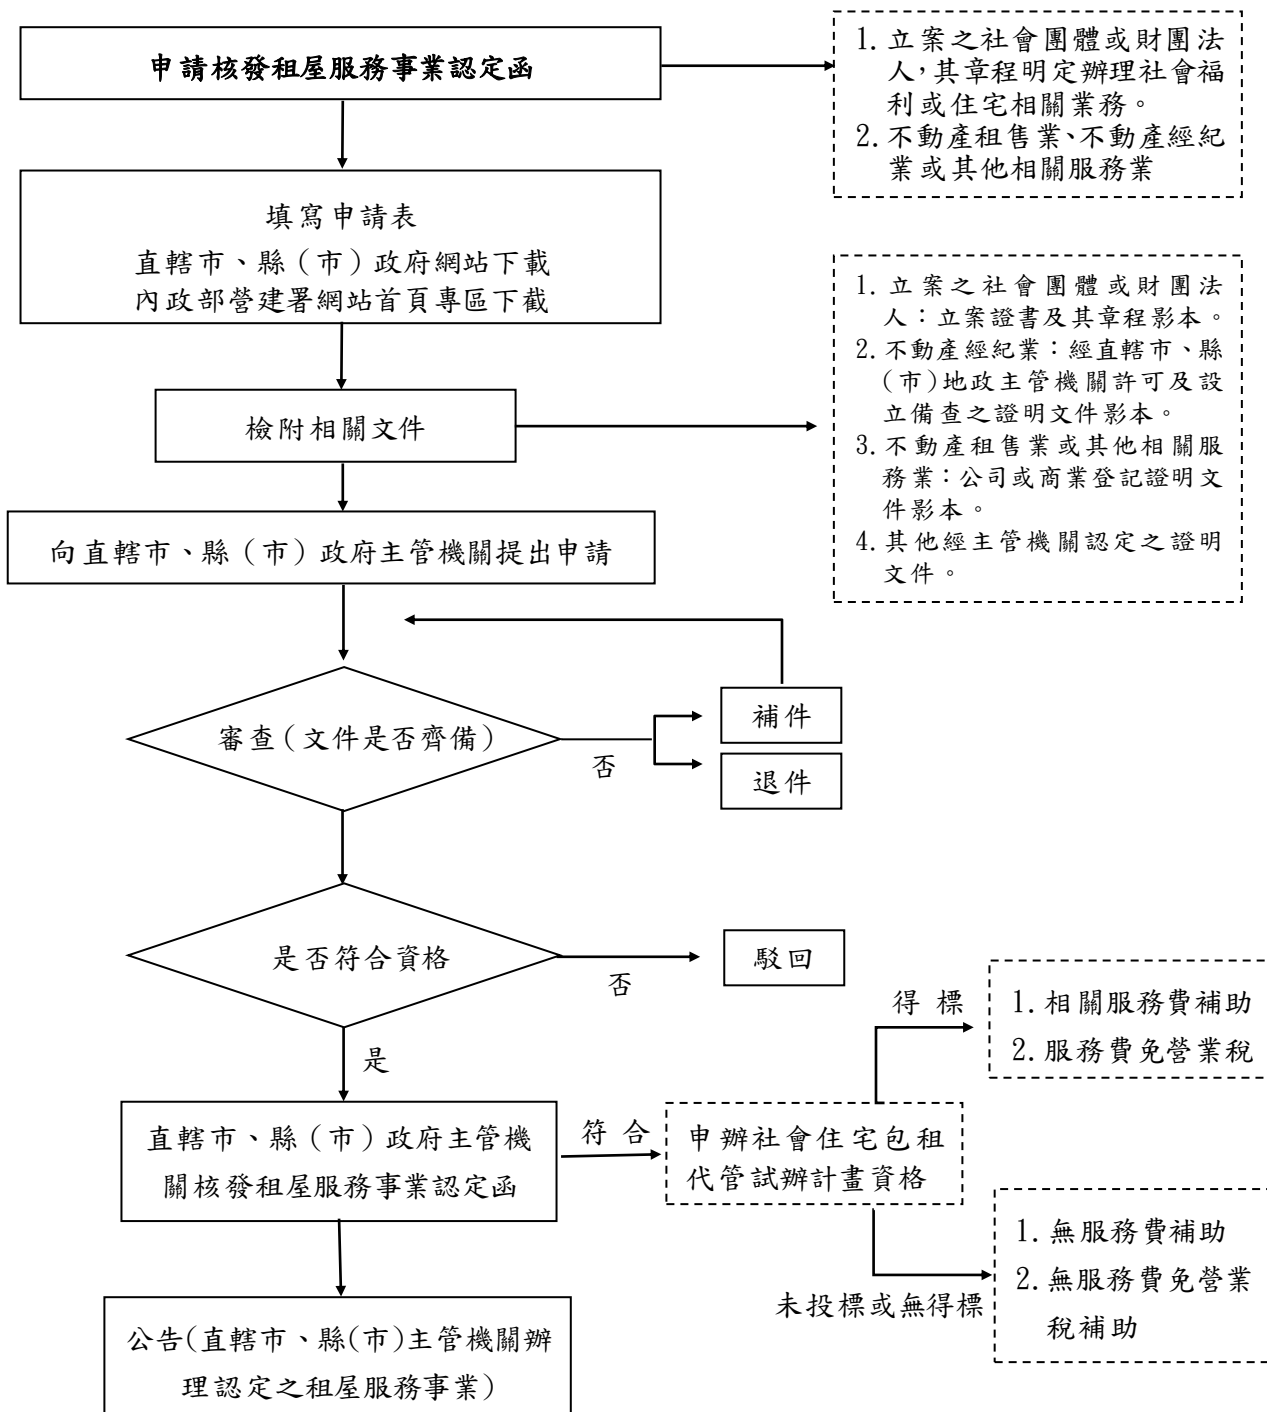 申請核發租屋服務事業認定函
1. 立案之社會團體或財團法
人，其章程明定辦理社會福
利或住宅相關業務。
2. 不動產租售業、不動產經紀
業或其他相關服務業
填寫申請表
直轄市、縣（市）政府網站下載
內政部營建署網站首頁專區下載
1. 立案之社會團體或財團法
人：立案證書及其章程影本。
2. 不動產經紀業：經直轄市、縣
(市)地政主管機關許可及設
立備查之證明文件影本。
3. 不動產租售業或其他相關服
務業：公司或商業登記證明文
件影本。
4. 其他經主管機關認定之證明
文件。
檢附相關文件
向直轄市、縣（市）政府主管機關提出申請
審查（文件是否齊備）
否
補件
退件
是否符合資格
否
駁回
是
直轄市、縣（市）政府主管機
關核發租屋服務事業認定函
符 合
申辦社會住宅包租
代管試辦計畫資格
得 標
1. 相關服務費補助
2. 服務費免營業稅
未投標或無得標
1. 無服務費補助
2. 無服務費免營業
稅補助
公告(直轄市、縣(市)主管機關辦
理認定之租屋服務事業）